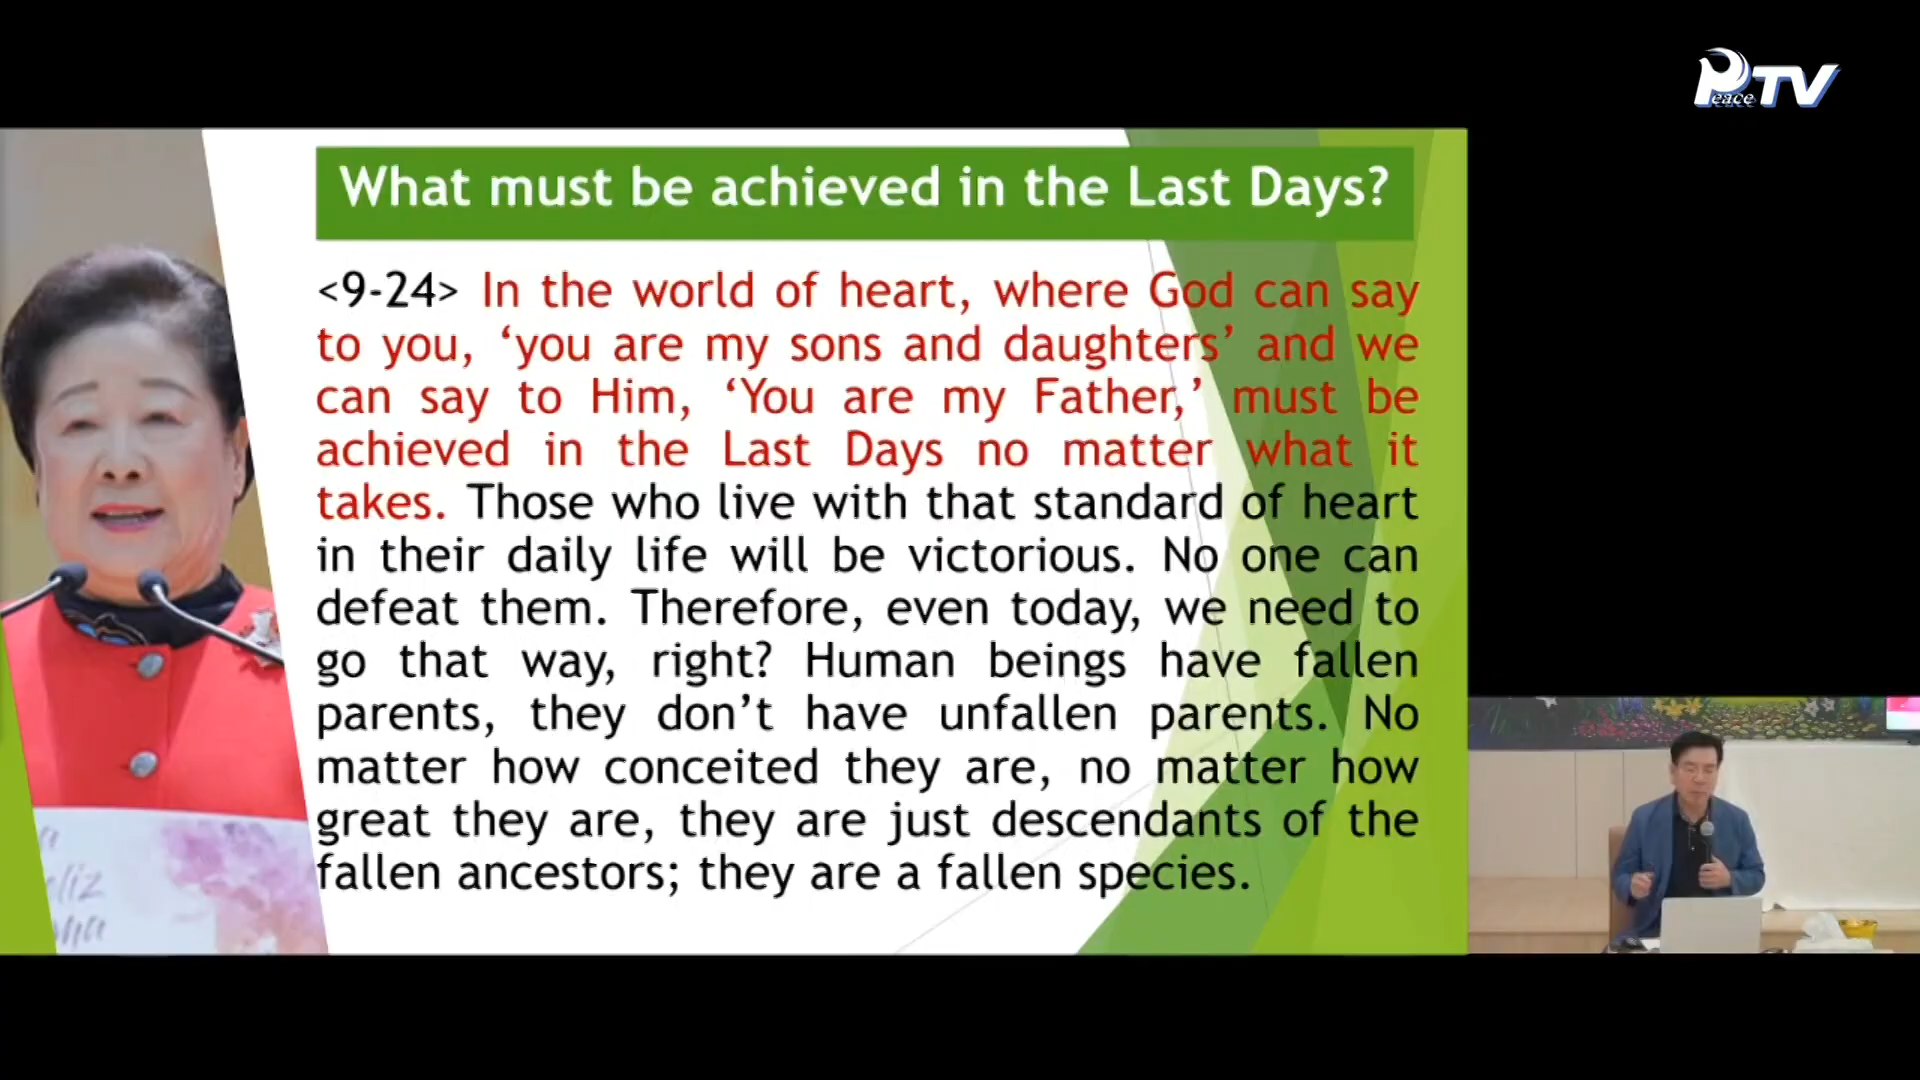 Peace TV
What must be achieved in the Last Days?
<9-24> In the world of heart, where God can say
to you, ‘you are my sons and daughters’ and we
can say to Him, ‘You are my Father,’ must be
achieved in the Last Days no matter what it
takes. Those who live with that standard of heart
in their daily life will be victorious. No one can
defeat them. Therefore, even today, we need to
go that way, right? Human beings have fallen
parents, they don’t have unfallen parents. No
matter how conceited they are, no matter how
great they are, they are just descendants of the
fallen ancestors; they are a fallen species.